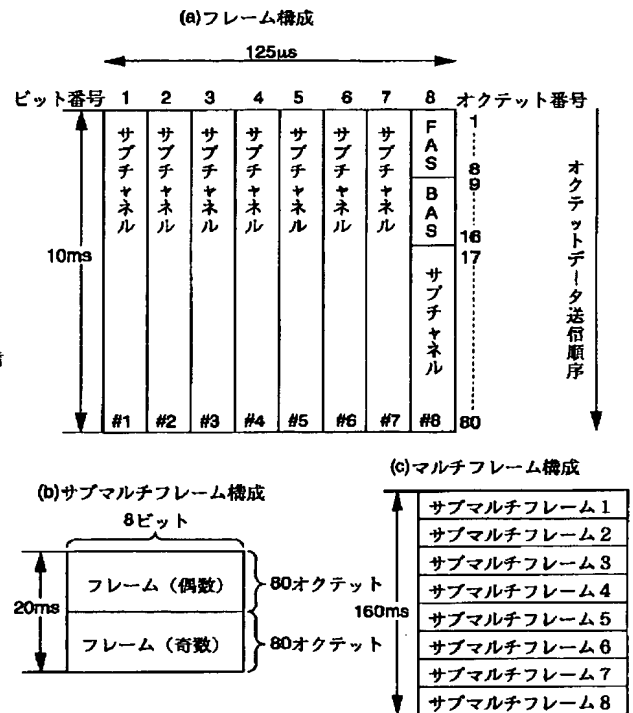 (a)フレーム構成
125μs
ビット番号 1 2 3 4 5 6 7 8 オクテット番号
サブチャネル
サブチャネル
サブチャネル
サブチャネル
サブチャネル
サブチャネル
サブチャネル
FAS
BAS
サブチャネル
1
8
9
16
17
80
10ms
オクテットデータ送信順序
#1 #2 #3 #4 #5 #6 #7 #8
(b)サブマルチフレーム構成
8ビット
20ms
フレーム（偶数）
80オクテット
フレーム（奇数）
80オクテット
(c)マルチフレーム構成
160ms
サブマルチフレーム1
サブマルチフレーム2
サブマルチフレーム3
サブマルチフレーム4
サブマルチフレーム5
サブマルチフレーム6
サブマルチフレーム7
サブマルチフレーム8